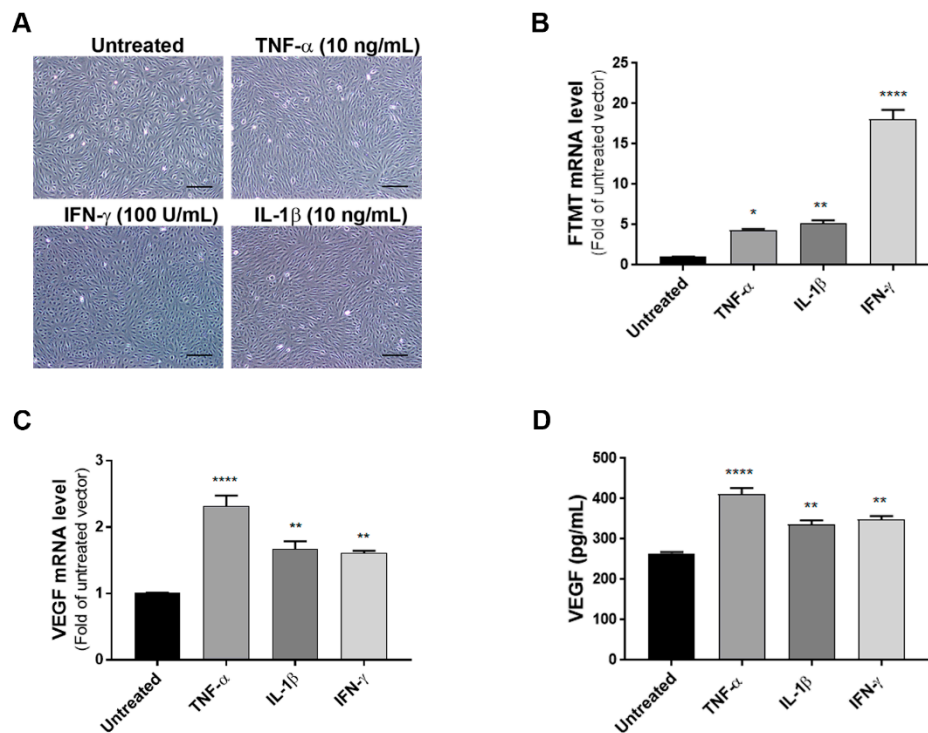 A
Untreated
TNF-α (10 ng/mL)
IFN-γ (100 U/mL)
IL-1β (10 ng/mL)
B
FTMT mRNA level
(Fold of untreated vector)
25
20
15
10
5
0
*
**
****
Untreated
TNF-α
IL-1β
IFN-γ
C
VEGF mRNA level
(Fold of untreated vector)
3
2
1
0
****
**
**
Untreated
TNF-α
IL-1β
IFN-γ
D
VEGF (pg/mL)
500
400
300
200
100
0
****
**
**
Untreated
TNF-α
IL-1β
IFN-γ